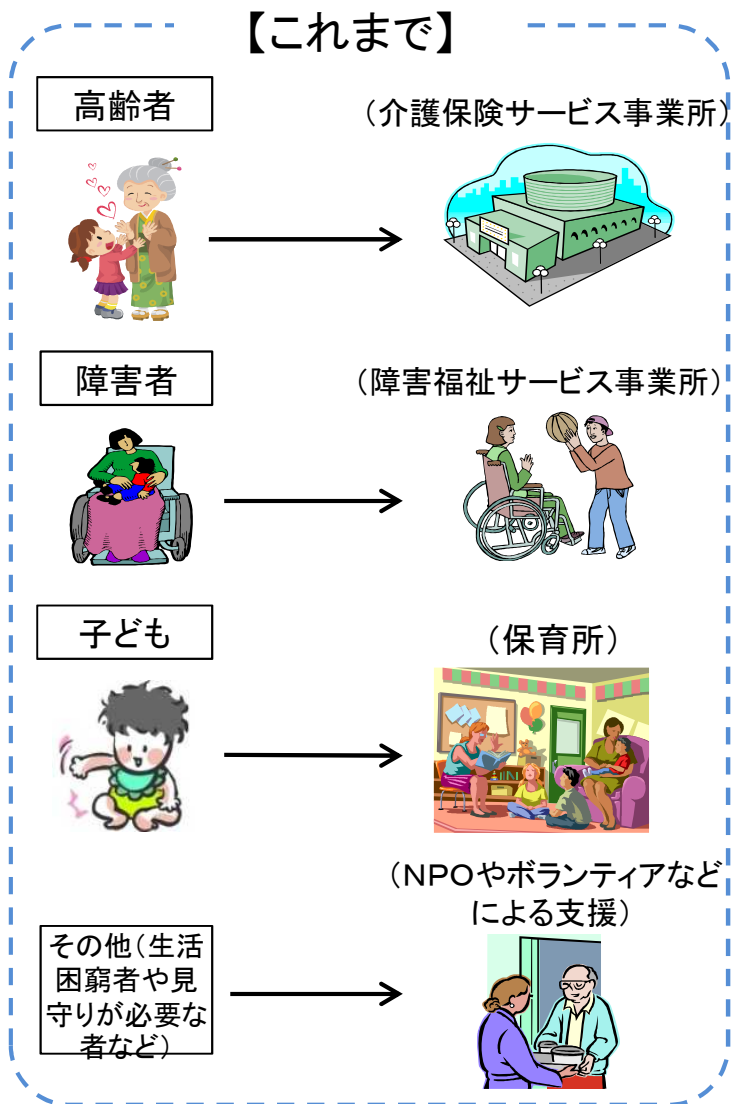 【これまで】
高齢者
（介護保険サービス事業所）
障害者
（障害福祉サービス事業所）
子ども
（保育所）
（ＮＰＯやボランティアなど
による支援）
その他（生活
困窮者や見
守りが必要な
者など）